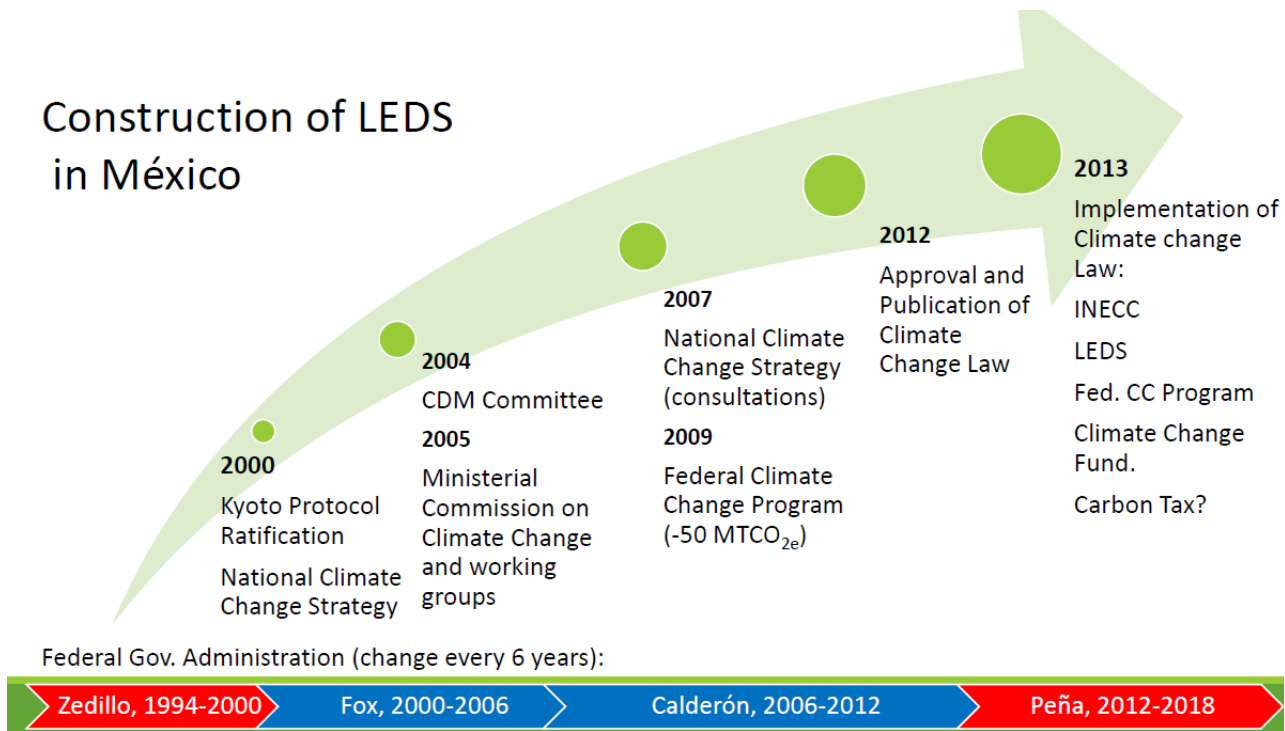 Construction of LEDS
in México
2000
Kyoto Protocol
Ratification
National Climate
Change Strategy
2004
CDM Committee
2005
Ministerial
Commission on
Climate Change
and working
groups
2007
National Climate
Change Strategy
(consultations)
2009
Federal Climate
Change Program
(-50 MTCO2e)
2012
Approval and
Publication of
Climate
Change Law
2013
Implementation of
Climate change
Law:
INECC
LEDS
Fed. CC Program
Climate Change
Fund.
Carbon Tax?
Federal Gov. Administration (change every 6 years):
Zedillo, 1994-2000
Fox, 2000-2006
Calderón, 2006-2012
Peña, 2012-2018